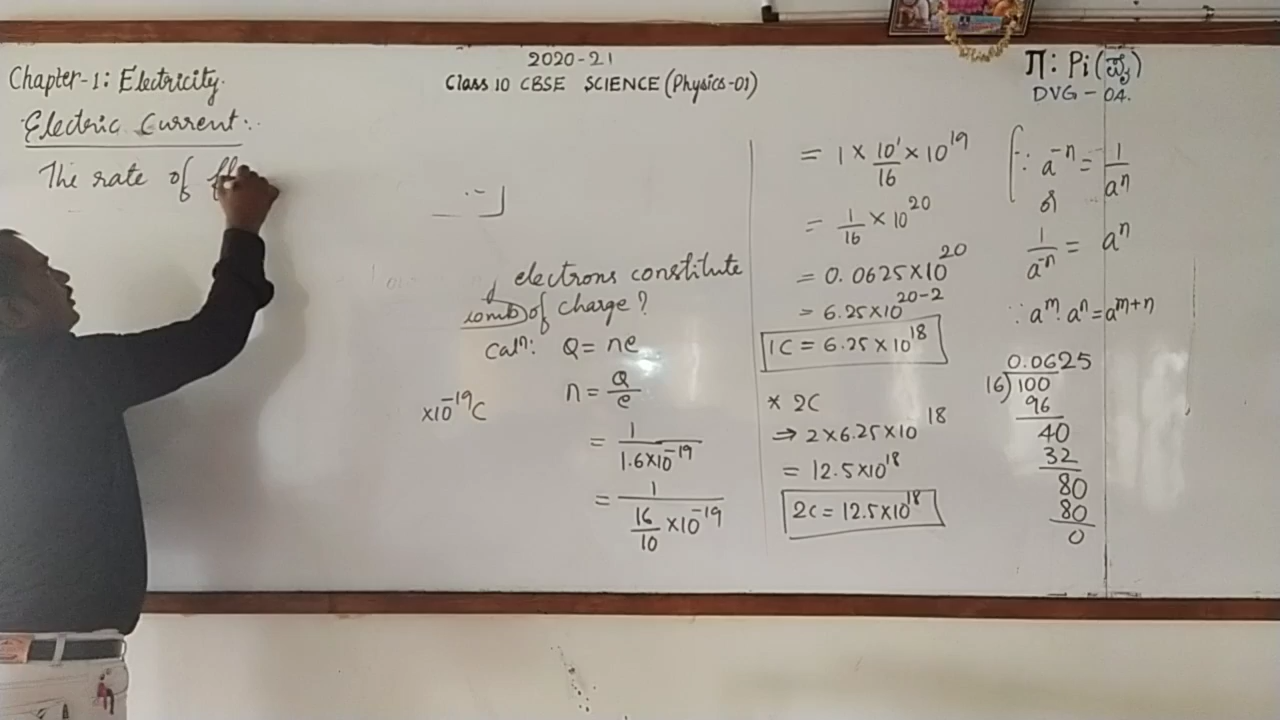 2020-21
Class 10 CBSE SCIENCE (Physics-01)
Π: Pi (ಪೈ)
DVG - 04.
Chapter-1: Electricity.
Electric Current:.
The rate of
electrons constitute
of charge?
Calⁿ: Q = ne
n = Q/e
×10⁻¹⁹C
= 1/(1.6×10⁻¹⁹)
= 1/(16/10 ×10⁻¹⁹)
= 1 × 10¹/16 × 10¹⁹
= 1/16 × 10²⁰
= 0.0625×10²⁰
= 6.25×10²⁰⁻²
1C = 6.25×10¹⁸
* 2C
⇒ 2×6.25×10¹⁸
= 12.5×10¹⁸
2C = 12.5×10¹⁸
∵ a⁻ⁿ = 1/aⁿ
or
1/a⁻ⁿ = aⁿ
∵ aᵐ. aⁿ = aᵐ⁺ⁿ
0.0625
16)100
96
40
32
80
80
0